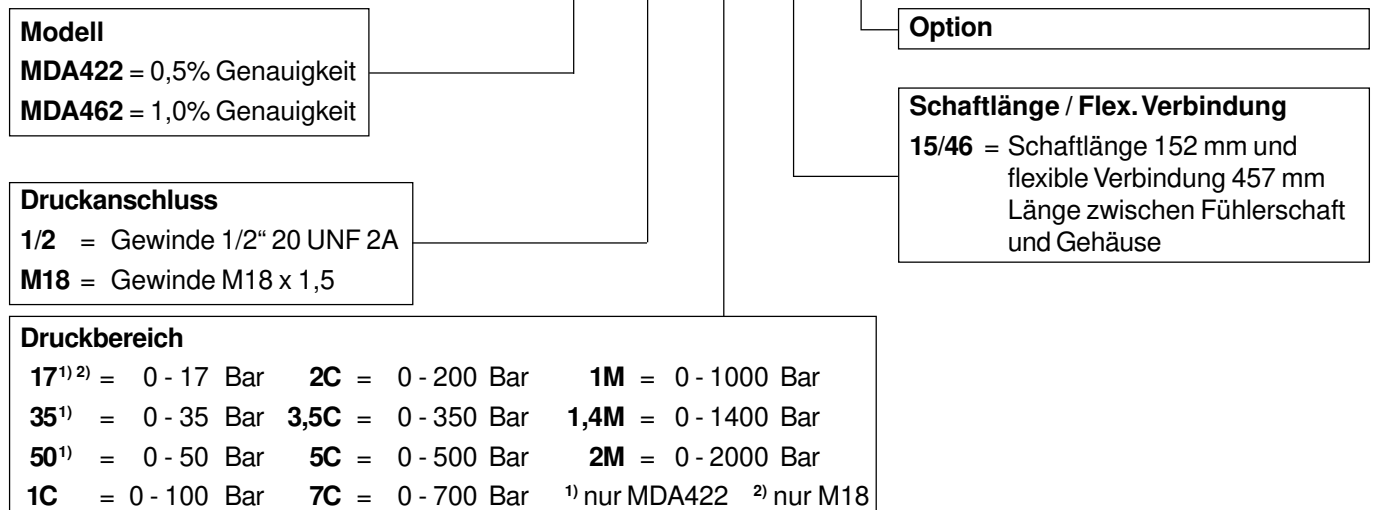 Modell
MDA422 = 0,5% Genauigkeit
MDA462 = 1,0% Genauigkeit
Druckanschluss
1/2 = Gewinde 1/2“ 20 UNF 2A
M18 = Gewinde M18 x 1,5
Option
Schaftlänge / Flex. Verbindung
15/46 = Schaftlänge 152 mm und
flexible Verbindung 457 mm
Länge zwischen Fühlerschaft
und Gehäuse
Druckbereich
17¹⁾ ²⁾ = 0 - 17 Bar 2C = 0 - 200 Bar 1M = 0 - 1000 Bar
35¹⁾ = 0 - 35 Bar 3,5C = 0 - 350 Bar 1,4M = 0 - 1400 Bar
50¹⁾ = 0 - 50 Bar 5C = 0 - 500 Bar 2M = 0 - 2000 Bar
1C = 0 - 100 Bar 7C = 0 - 700 Bar ¹⁾ nur MDA422 ²⁾ nur M18